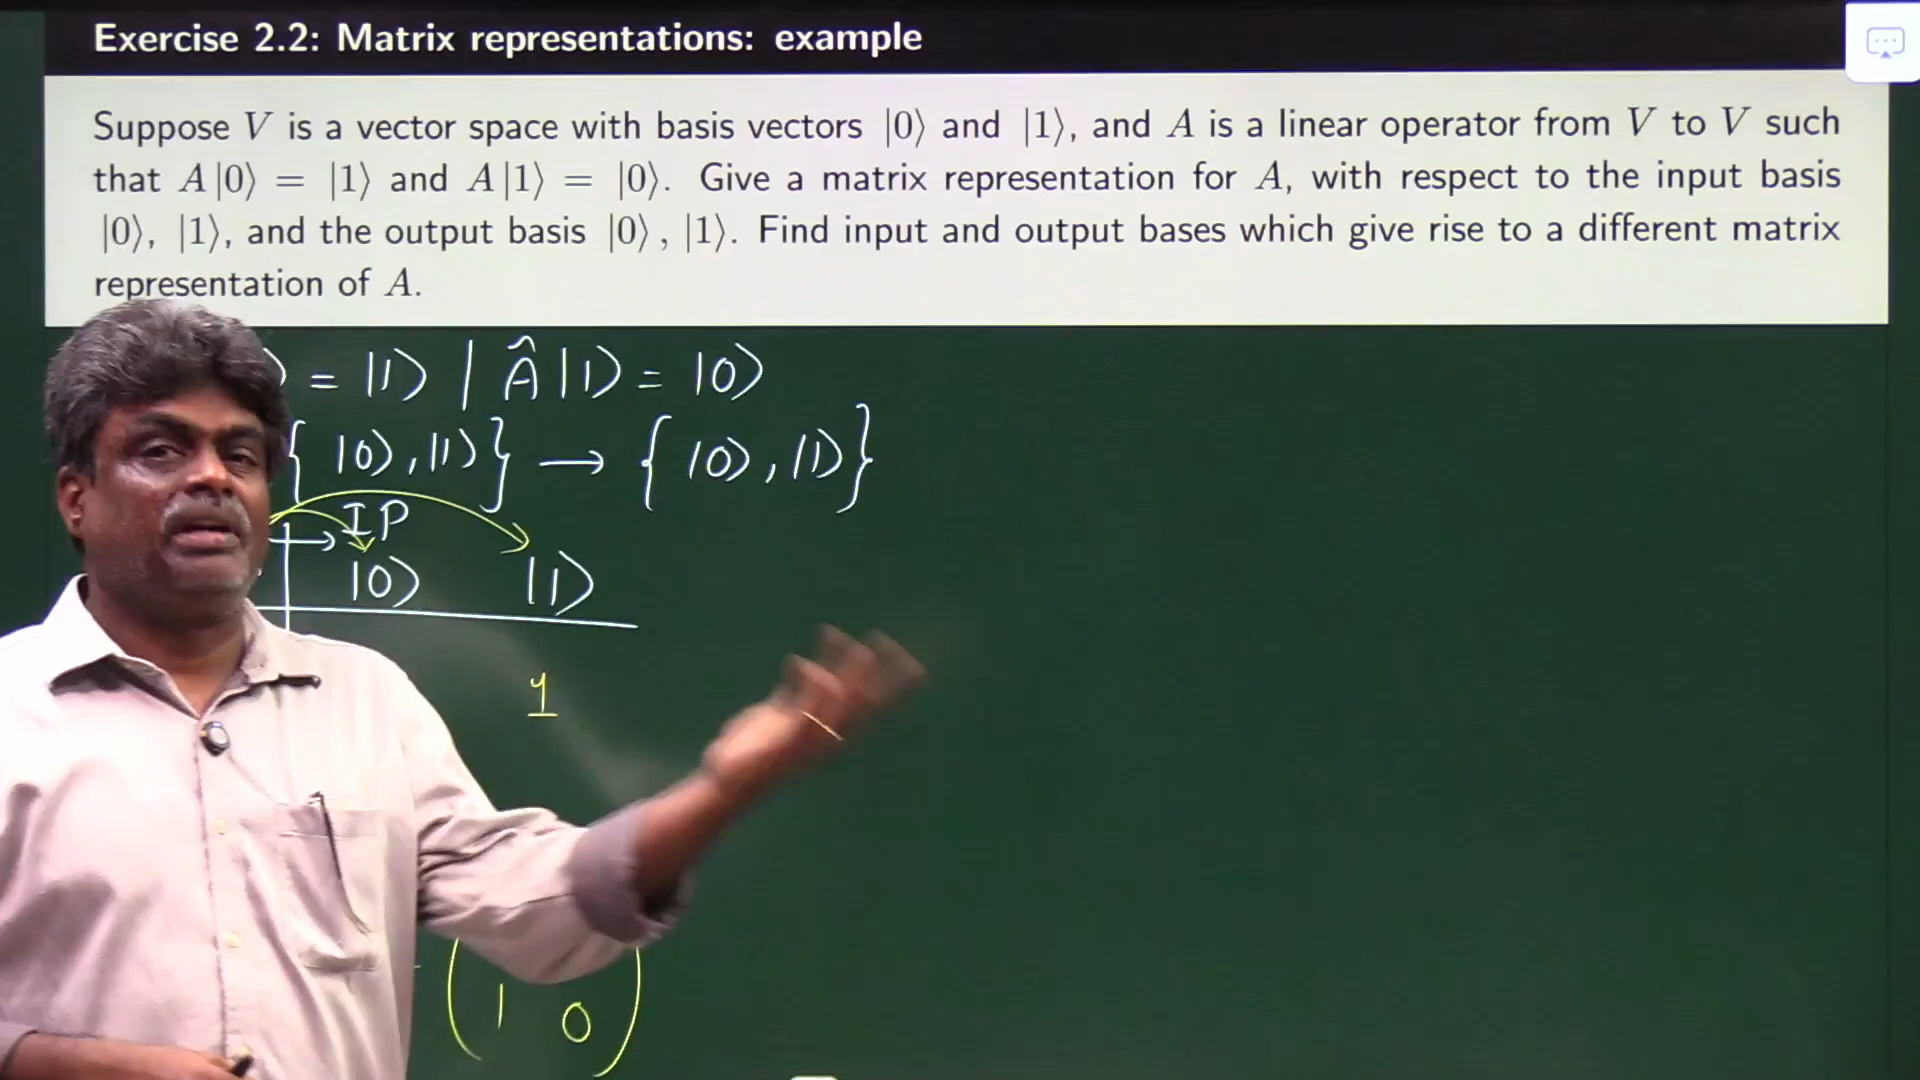 Exercise 2.2: Matrix representations: example
Suppose V is a vector space with basis vectors |0⟩ and |1⟩, and A is a linear operator from V to V such
that A|0⟩ = |1⟩ and A|1⟩ = |0⟩. Give a matrix representation for A, with respect to the input basis
|0⟩, |1⟩, and the output basis |0⟩, |1⟩. Find input and output bases which give rise to a different matrix
representation of A.
⟩ = |1⟩ | Â|1⟩ = |0⟩
{ |0⟩, |1⟩ } → { |0⟩, |1⟩ }
→ IP
|0⟩ |1⟩
1
( 1 0 )